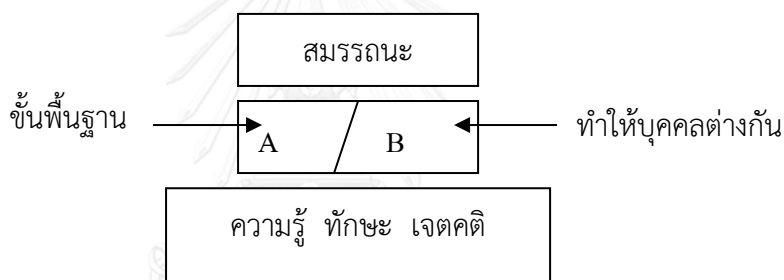 สมรรถนะ
ขั้นพื้นฐาน
A
B
ทำให้บุคคลต่างกัน
ความรู้ ทักษะ เจตคติ